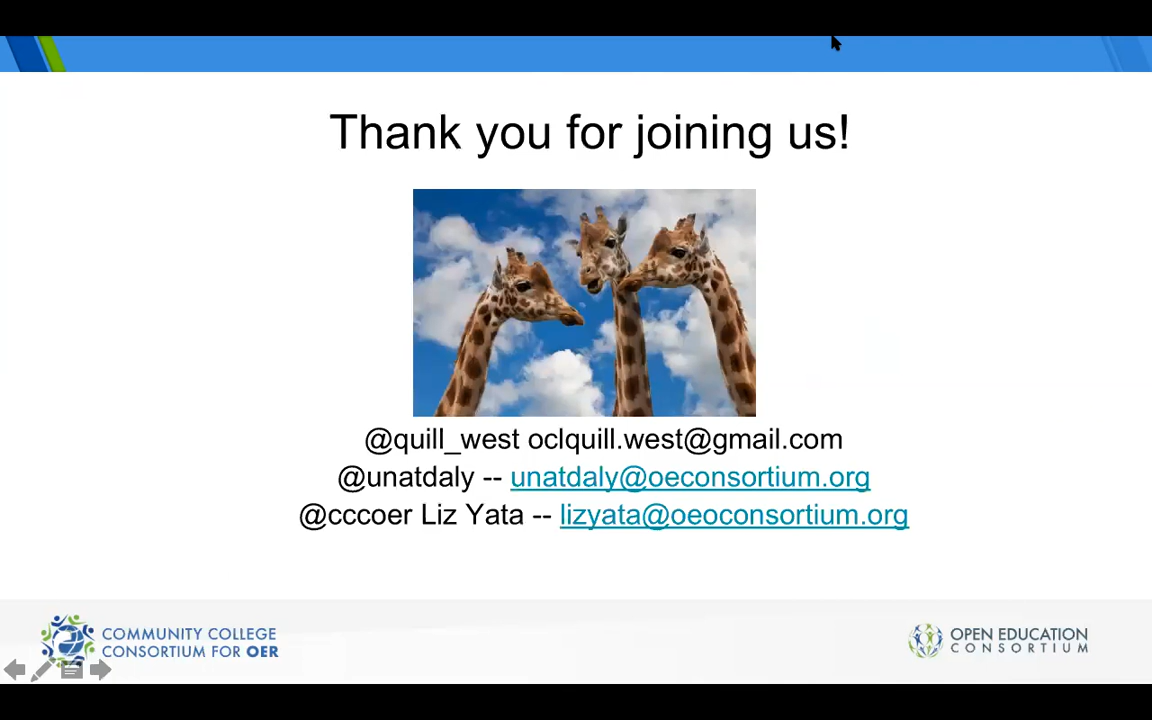 Thank you for joining us!
@quill_west oclquill.west@gmail.com
@unatdaly -- unatdaly@oeconsortium.org
@cccoer Liz Yata -- lizyata@oeoconsortium.org
COMMUNITY COLLEGE
CONSORTIUM FOR OER
OPEN EDUCATION
CONSORTIUM